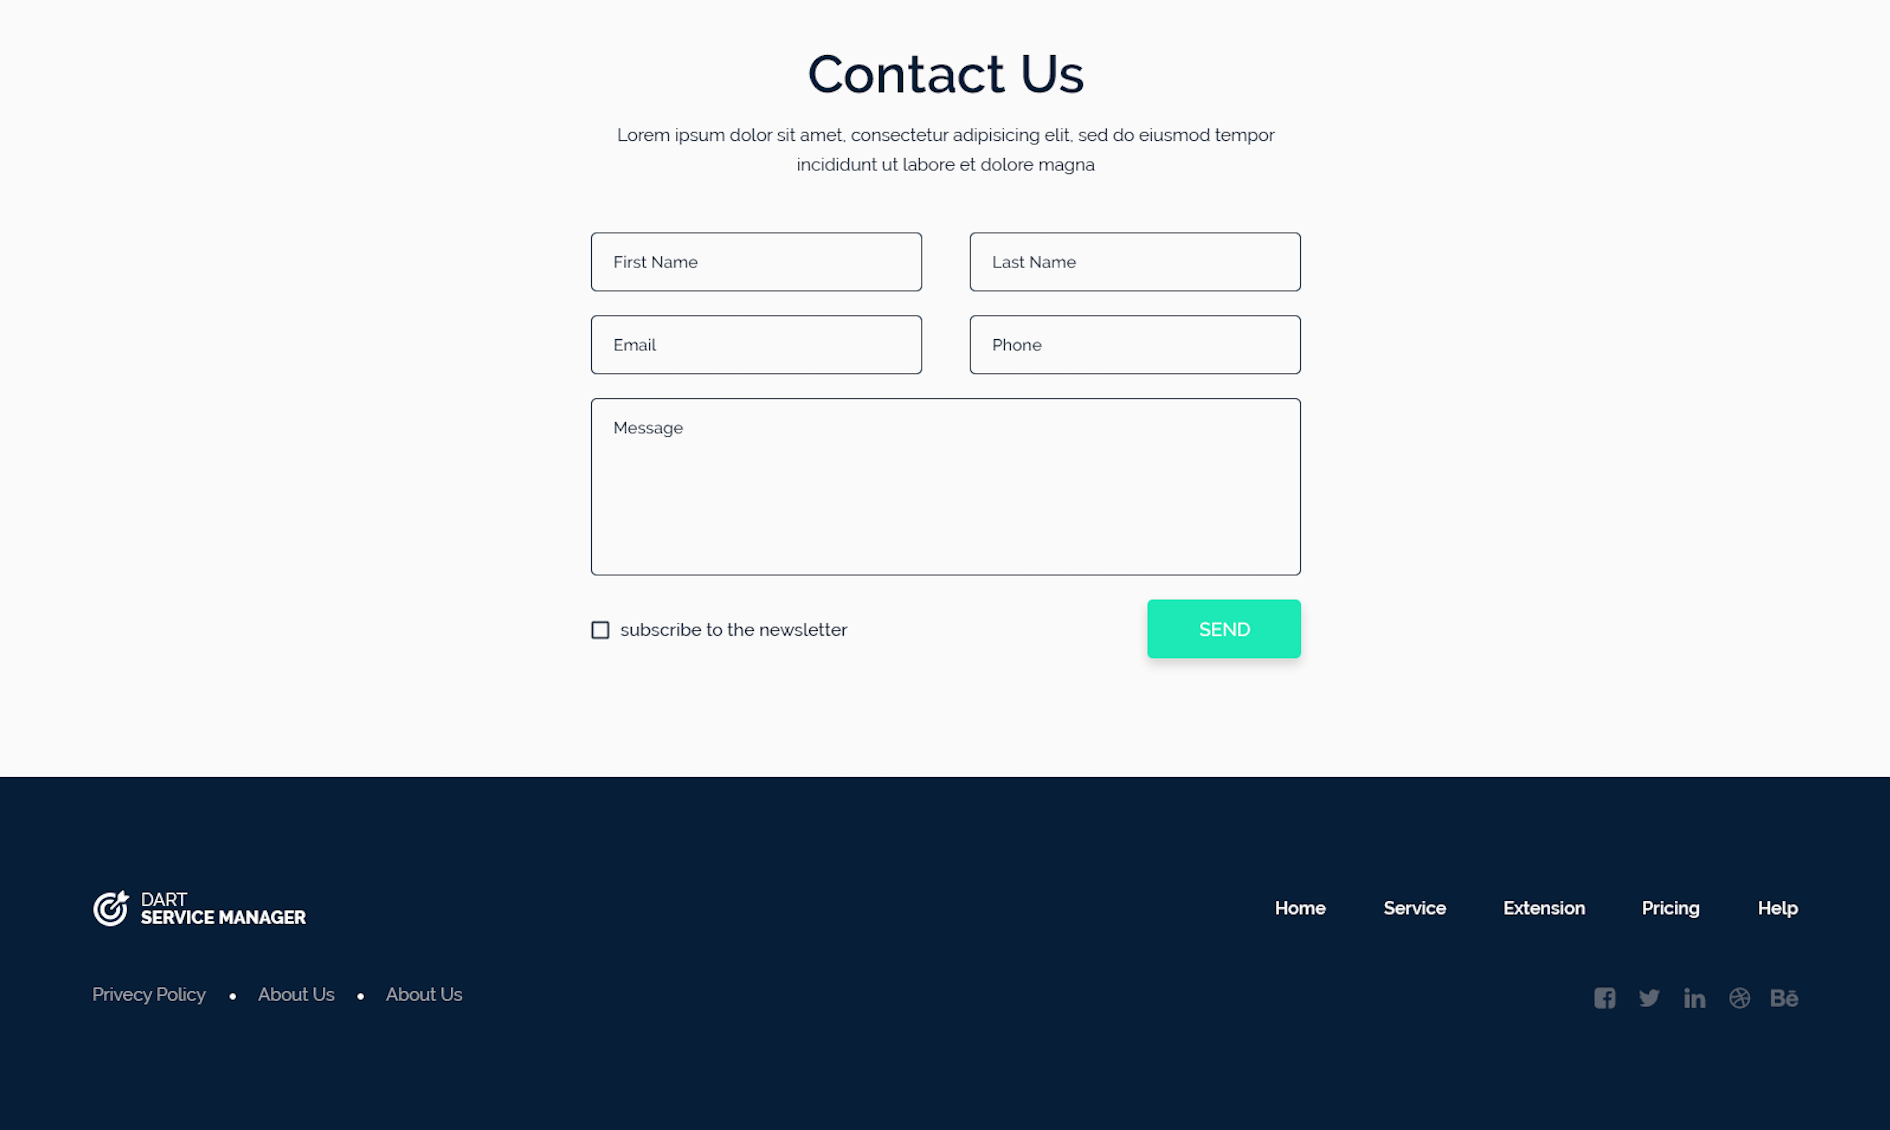 Contact Us
Lorem ipsum dolor sit amet, consectetur adipisicing elit, sed do eiusmod tempor
incididunt ut labore et dolore magna
First Name
Last Name
Email
Phone
Message
subscribe to the newsletter
SEND
DART
SERVICE MANAGER
Home
Service
Extension
Pricing
Help
Privecy Policy • About Us • About Us
in
Bē